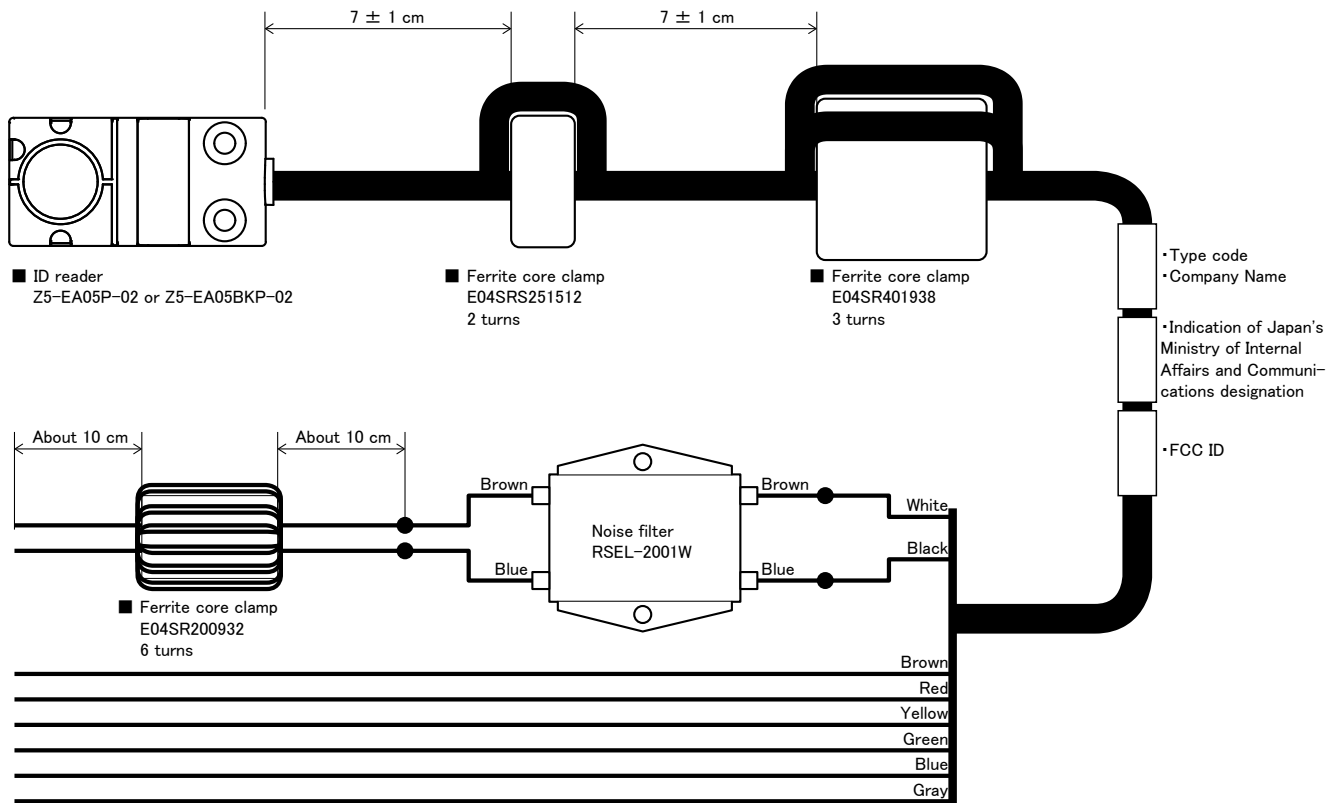 7 ± 1 cm
7 ± 1 cm
■ ID reader
Z5-EA05P-02 or Z5-EA05BKP-02
■ Ferrite core clamp
E04SRS251512
2 turns
■ Ferrite core clamp
E04SR401938
3 turns
・Type code
・Company Name
・Indication of Japan's
Ministry of Internal
Affairs and Communi-
cations designation
・FCC ID
About 10 cm
About 10 cm
Brown
Blue
Noise filter
RSEL-2001W
Brown
Blue
White
Black
■ Ferrite core clamp
E04SR200932
6 turns
Brown
Red
Yellow
Green
Blue
Gray